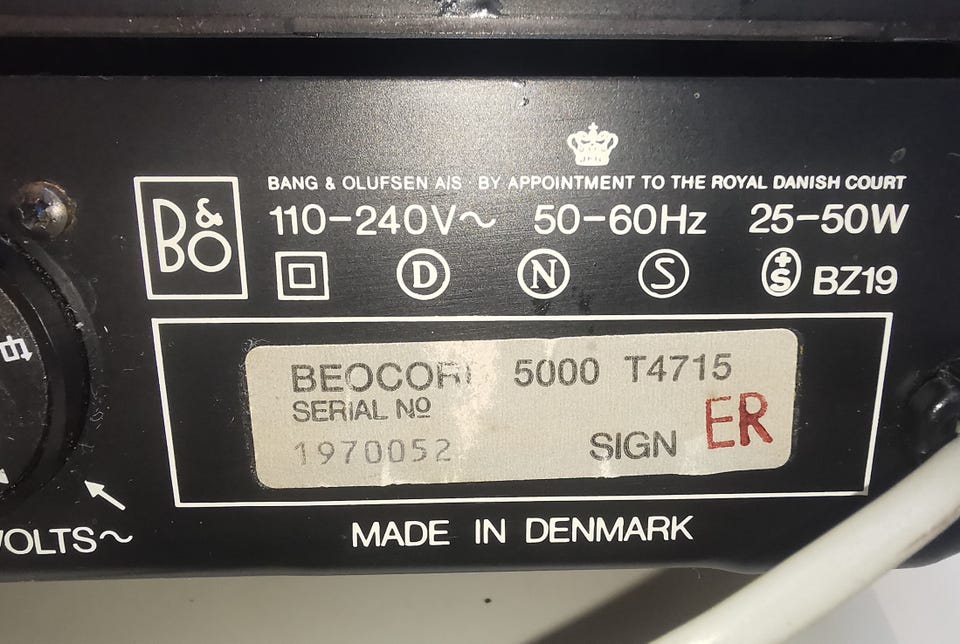 BANG & OLUFSEN A/S · BY APPOINTMENT TO THE ROYAL DANISH COURT
B&O
110-240V~ 50-60Hz 25-50W
D N S +S BZ19
BEOCOR 5000 T4715
SERIAL Nº
1970052 SIGN ER
VOLTS~
MADE IN DENMARK